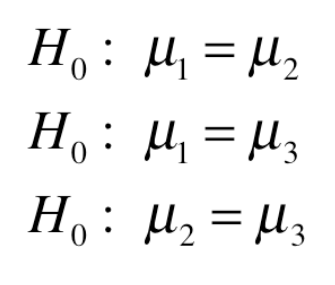 H₀ : μ₁ = μ₂
H₀ : μ₁ = μ₃
H₀ : μ₂ = μ₃